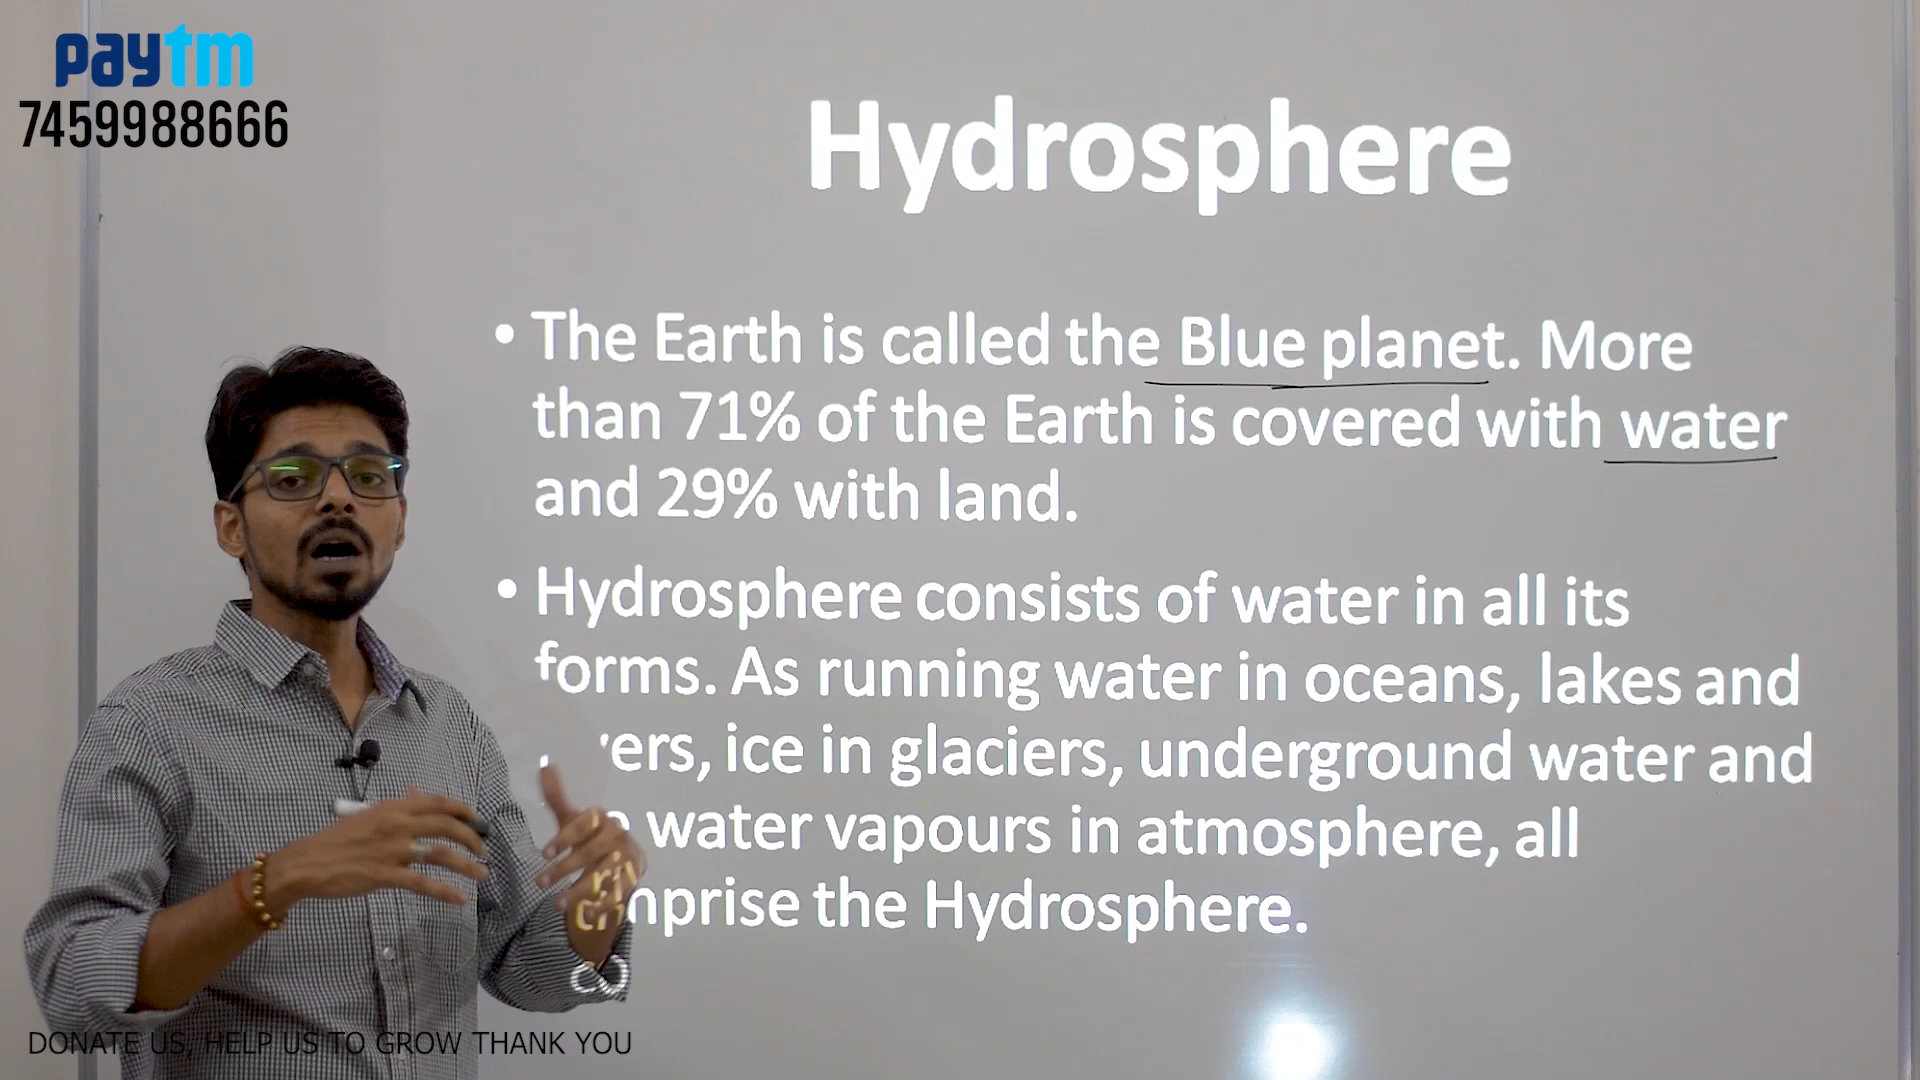 paytm
7459988666
Hydrosphere
• The Earth is called the Blue planet. More
than 71% of the Earth is covered with water
and 29% with land.
• Hydrosphere consists of water in all its
forms. As running water in oceans, lakes and
ice in glaciers, underground water and
water vapours in atmosphere, all
the Hydrosphere.
DONATE US, HELP US TO GROW THANK YOU